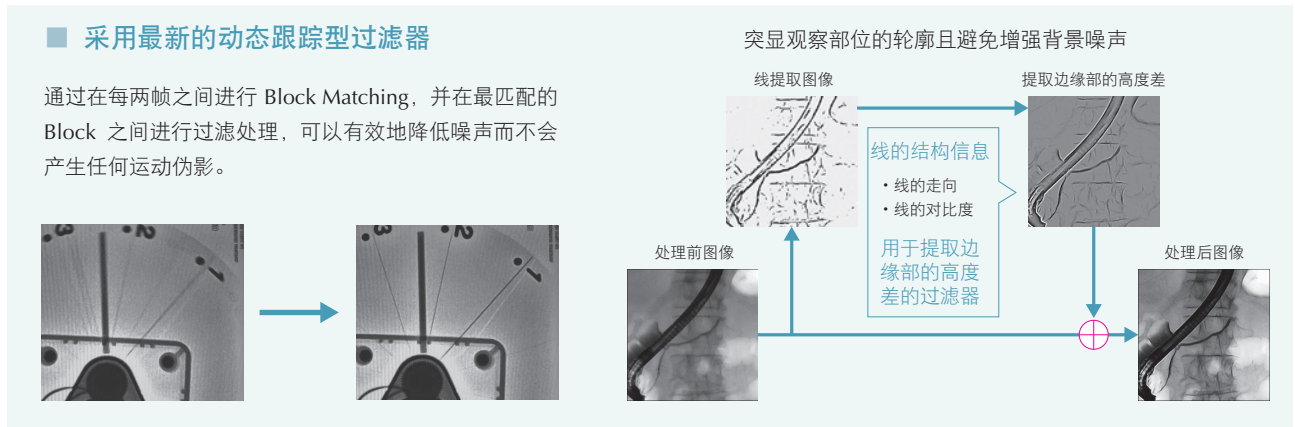 采用最新的动态跟踪型过滤器
通过在每两帧之间进行 Block Matching，并在最匹配的
Block 之间进行过滤处理，可以有效地降低噪声而不会
产生任何运动伪影。
3
2
1
3
2
1
突显观察部位的轮廓且避免增强背景噪声
线提取图像
提取边缘部的高度差
线的结构信息
・线的走向
・线的对比度
用于提取边
缘部的高度
差的过滤器
处理前图像
处理后图像